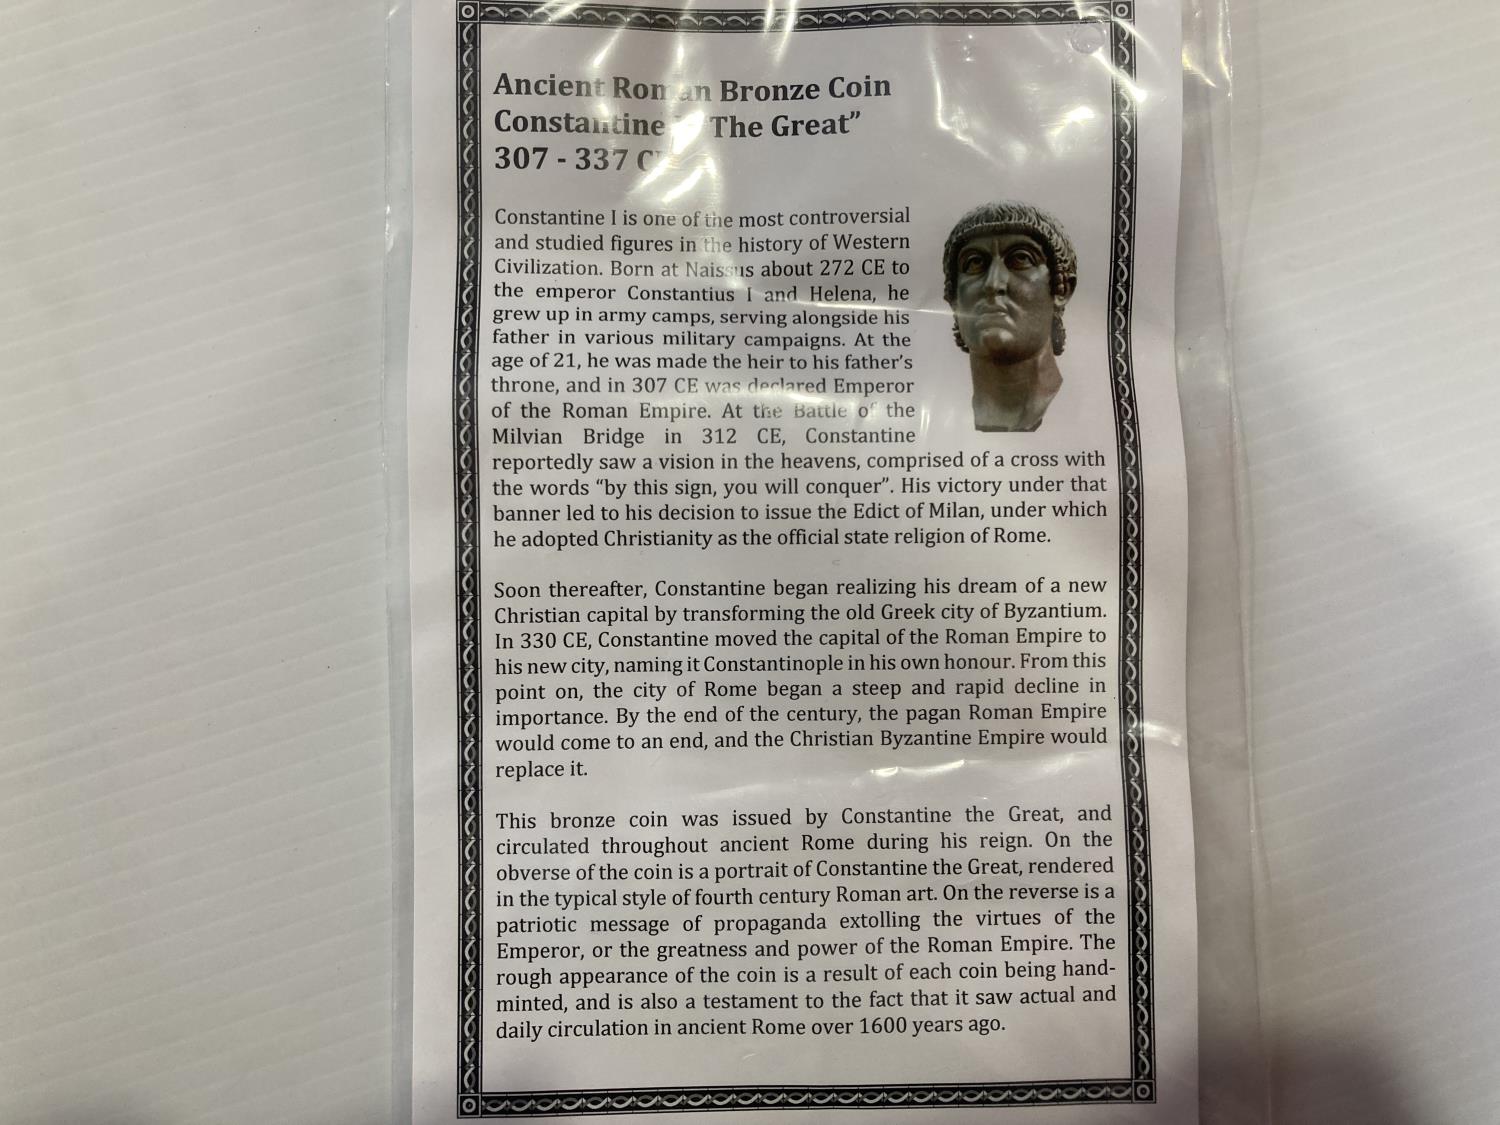 Ancient Roman Bronze Coin
Constantine "The Great”
307 - 337 CE
Constantine I is one of the most controversial
and studied figures in the history of Western
Civilization. Born at Naissus about 272 CE to
the emperor Constantius I and Helena, he
grew up in army camps, serving alongside his
father in various military campaigns. At the
age of 21, he was made the heir to his father’s
throne, and in 307 CE was declared Emperor
of the Roman Empire. At the Battle of the
Milvian Bridge in 312 CE, Constantine
reportedly saw a vision in the heavens, comprised of a cross with
the words “by this sign, you will conquer”. His victory under that
banner led to his decision to issue the Edict of Milan, under which
he adopted Christianity as the official state religion of Rome.
Soon thereafter, Constantine began realizing his dream of a new
Christian capital by transforming the old Greek city of Byzantium.
In 330 CE, Constantine moved the capital of the Roman Empire to
his new city, naming it Constantinople in his own honour. From this
point on, the city of Rome began a steep and rapid decline in
importance. By the end of the century, the pagan Roman Empire
would come to an end, and the Christian Byzantine Empire would
replace it.
This bronze coin was issued by Constantine the Great, and
circulated throughout ancient Rome during his reign. On the
obverse of the coin is a portrait of Constantine the Great, rendered
in the typical style of fourth century Roman art. On the reverse is a
patriotic message of propaganda extolling the virtues of the
Emperor, or the greatness and power of the Roman Empire. The
rough appearance of the coin is a result of each coin being hand-
minted, and is also a testament to the fact that it saw actual and
daily circulation in ancient Rome over 1600 years ago.